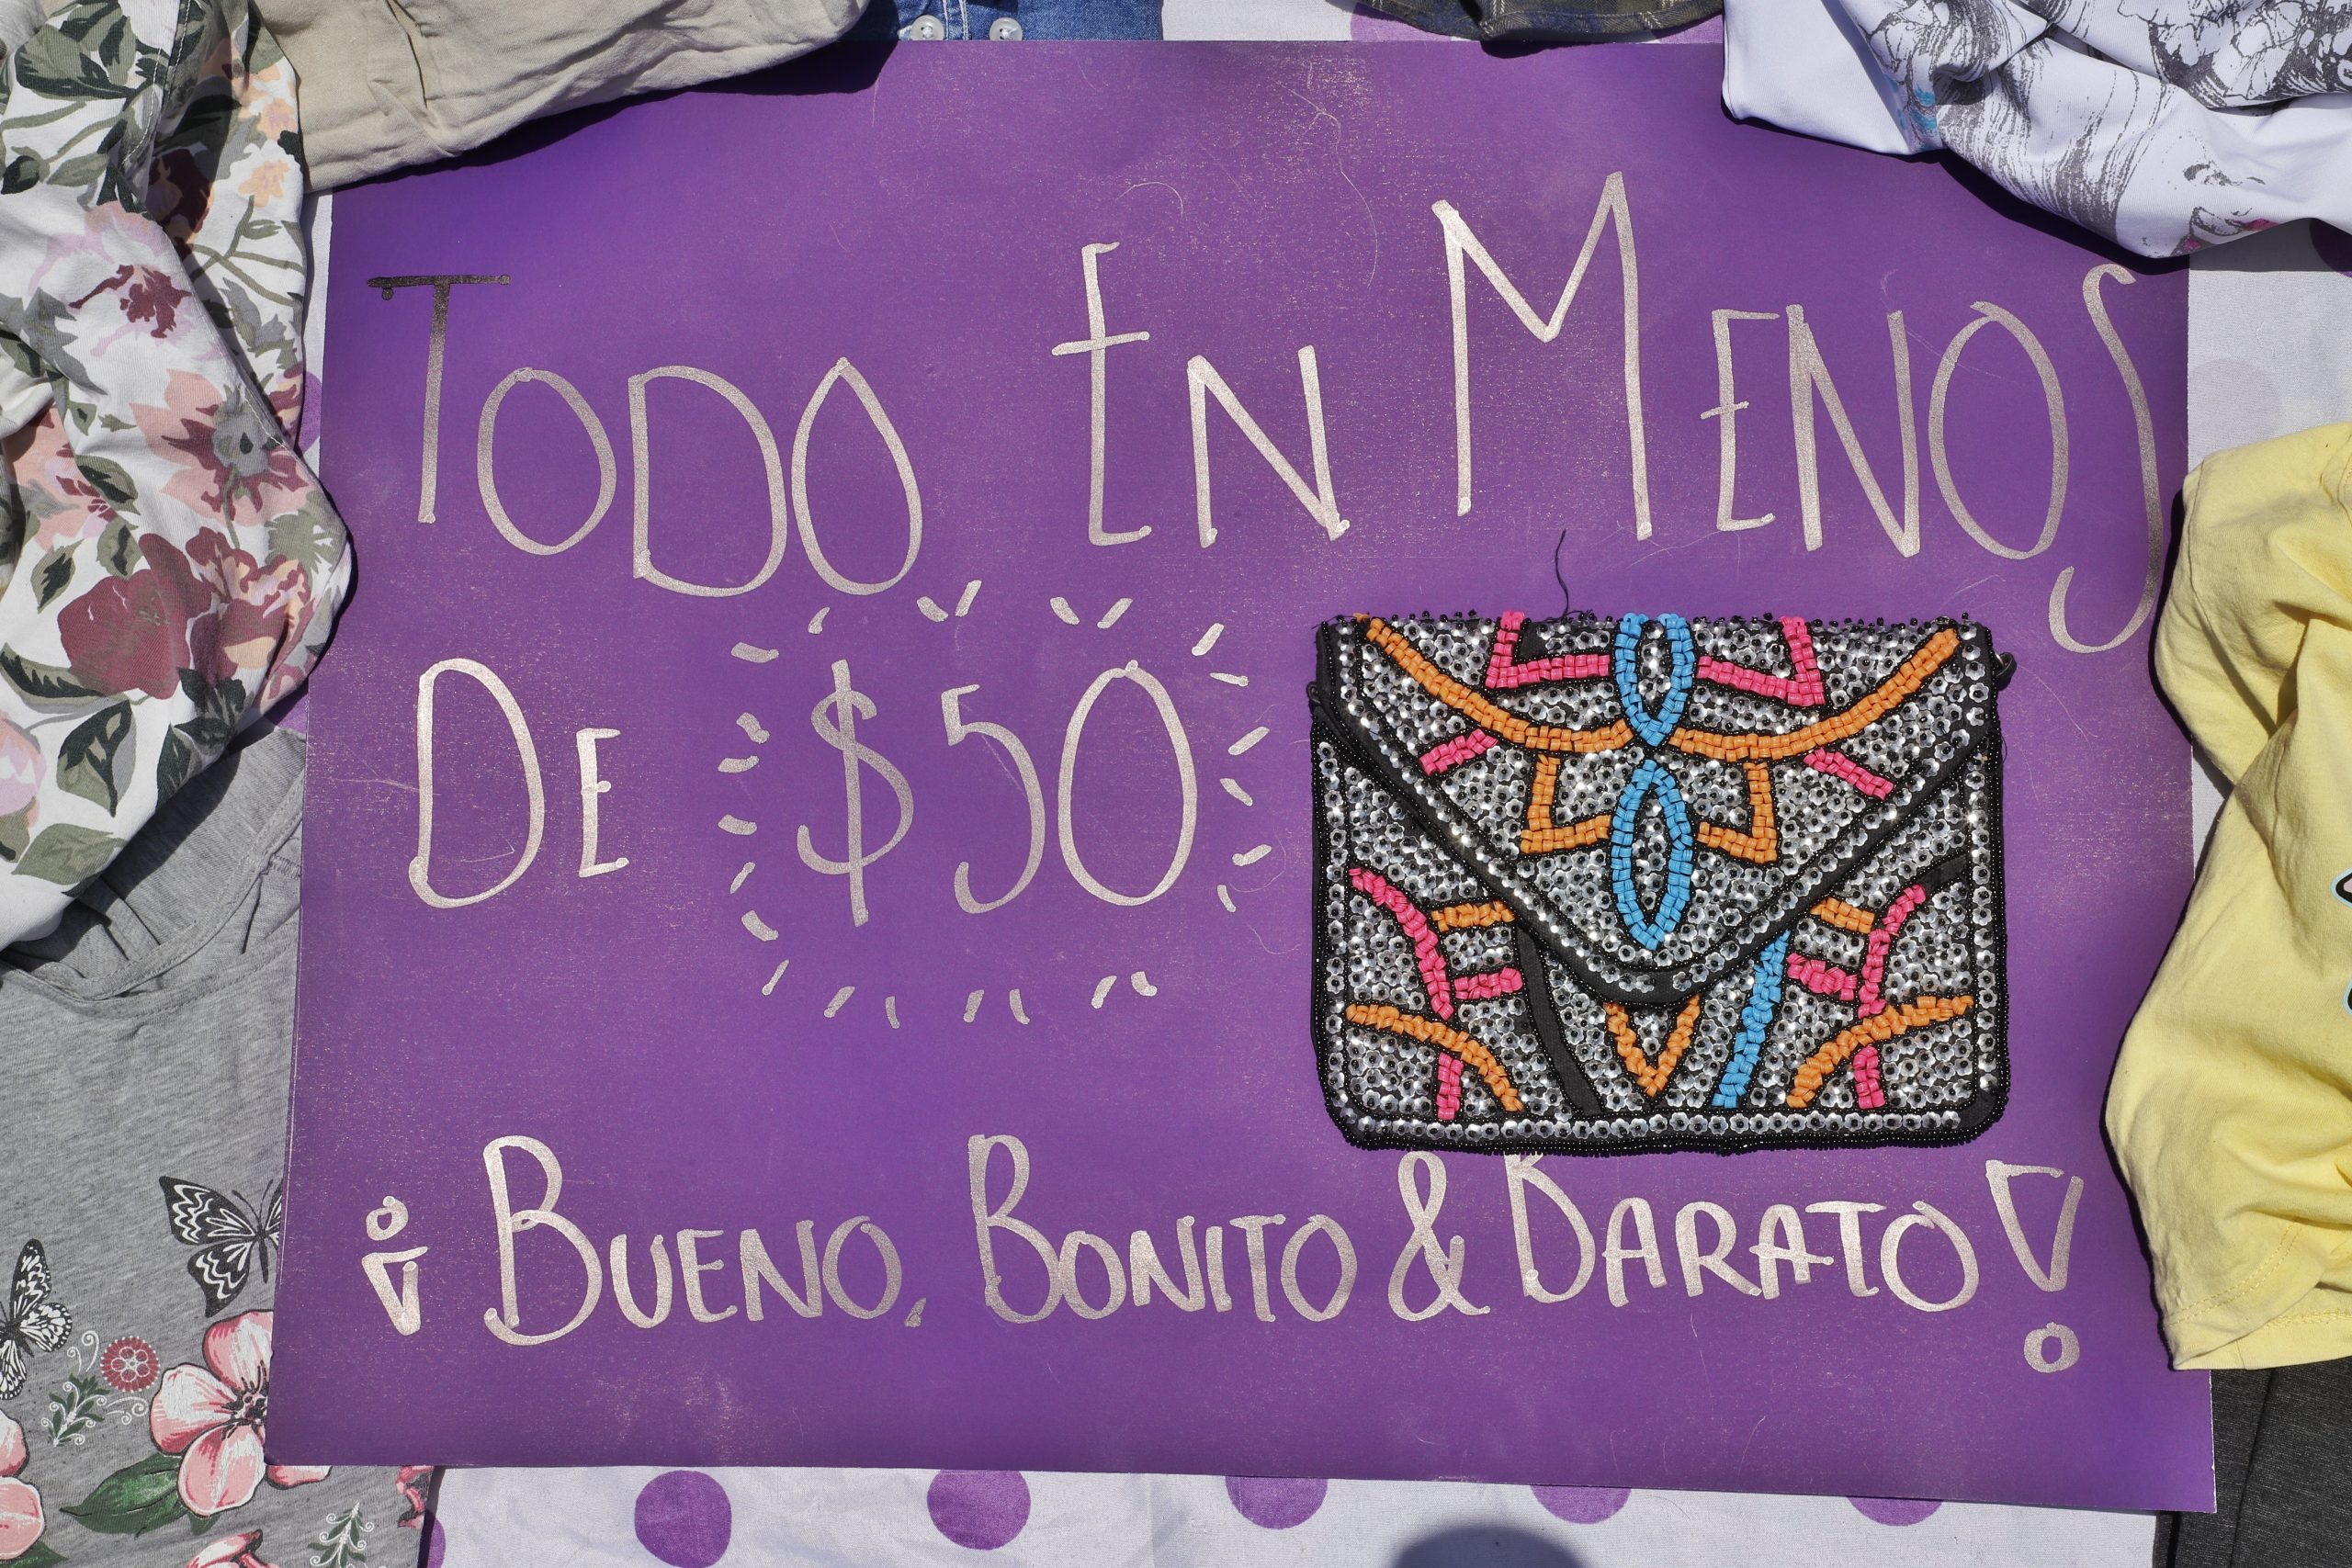 TODO EN MENOS
DE $50
¡BUENO, BONITO & BARATO!